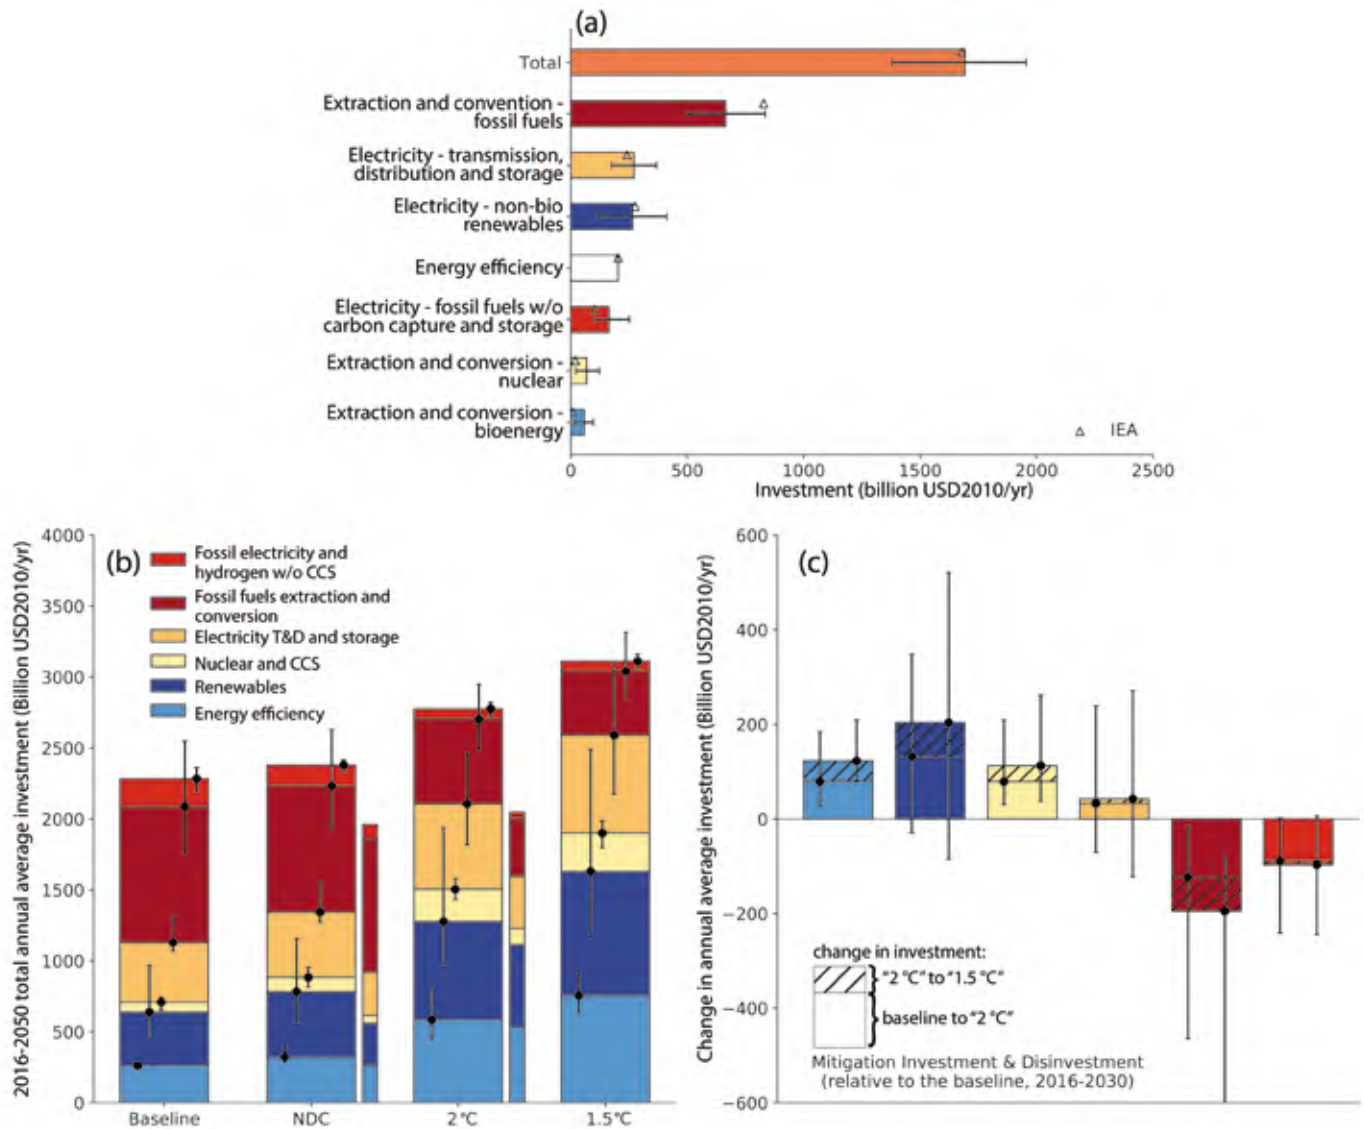 (a)
Total
Extraction and convention -
fossil fuels
Electricity - transmission,
distribution and storage
Electricity - non-bio
renewables
Energy efficiency
Electricity - fossil fuels w/o
carbon capture and storage
Extraction and conversion -
nuclear
Extraction and conversion -
bioenergy
IEA
0 500 1000 1500 2000 2500
Investment (billion USD2010/yr)
(b)
2016-2050 total annual average investment (Billion USD2010/yr)
4000
3500
3000
2500
2000
1500
1000
500
0
Fossil electricity and
hydrogen w/o CCS
Fossil fuels extraction and
conversion
Electricity T&D and storage
Nuclear and CCS
Renewables
Energy efficiency
Baseline NDC 2°C 1.5°C
(c)
Change in annual average investment (Billion USD2010/yr)
600
400
200
0
−200
−400
−600
change in investment:
"2 °C" to "1.5 °C"
baseline to "2 °C"
Mitigation Investment & Disinvestment
(relative to the baseline, 2016-2030)